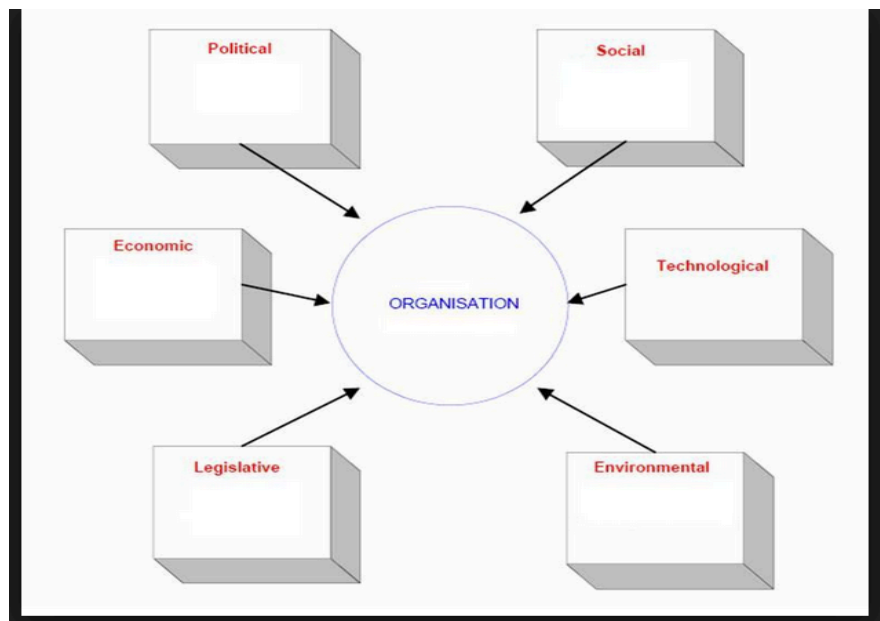 Political
Social
Economic
Technological
ORGANISATION
Legislative
Environmental